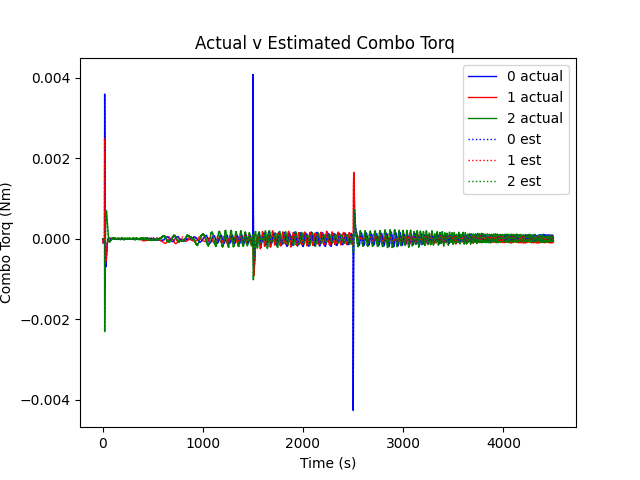 Actual v Estimated Combo Torq
0 actual
1 actual
2 actual
0 est
1 est
2 est
Combo Torq (Nm)
0.004
0.002
0.000
−0.002
−0.004
0 1000 2000 3000 4000
Time (s)